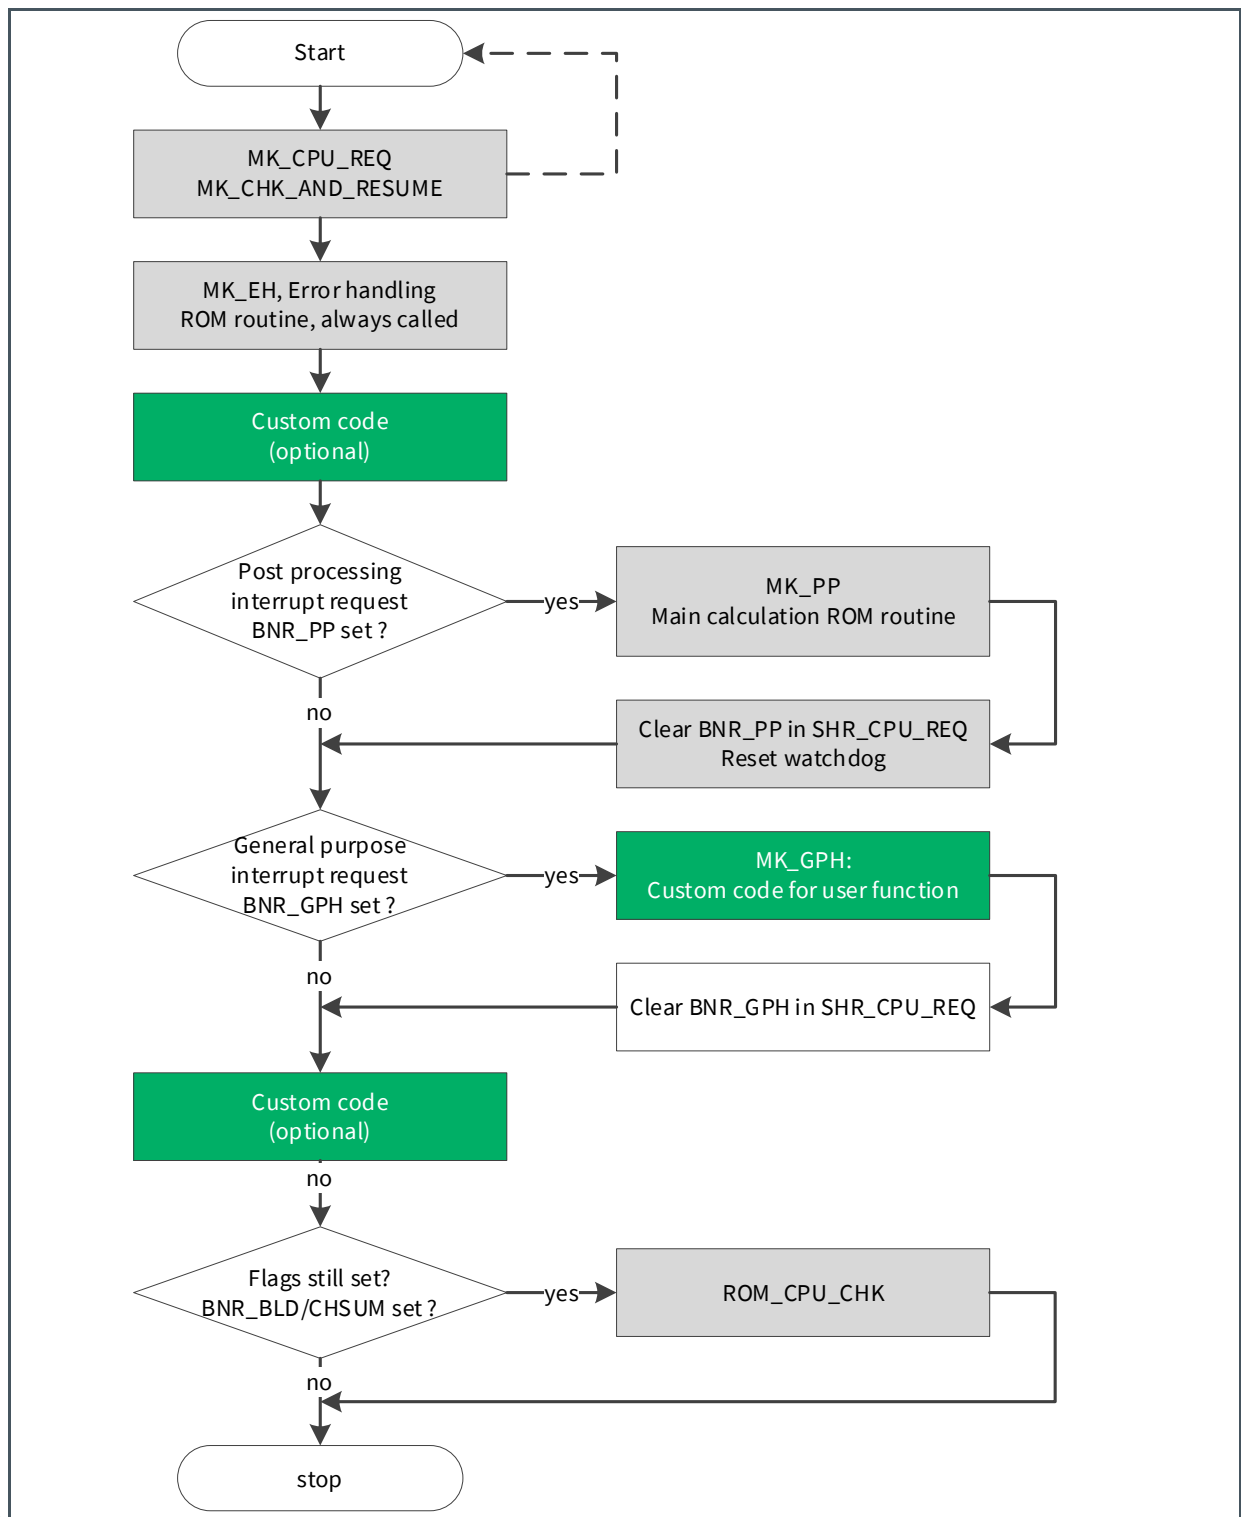 Start
MK_CPU_REQ
MK_CHK_AND_RESUME
MK_EH, Error handling
ROM routine, always called
Custom code
(optional)
Post processing
interrupt request
BNR_PP set ?
yes
MK_PP
Main calculation ROM routine
no
Clear BNR_PP in SHR_CPU_REQ
Reset watchdog
General purpose
interrupt request
BNR_GPH set ?
yes
MK_GPH:
Custom code for user function
no
Clear BNR_GPH in SHR_CPU_REQ
Custom code
(optional)
no
Flags still set?
BNR_BLD/CHSUM set ?
yes
ROM_CPU_CHK
no
stop